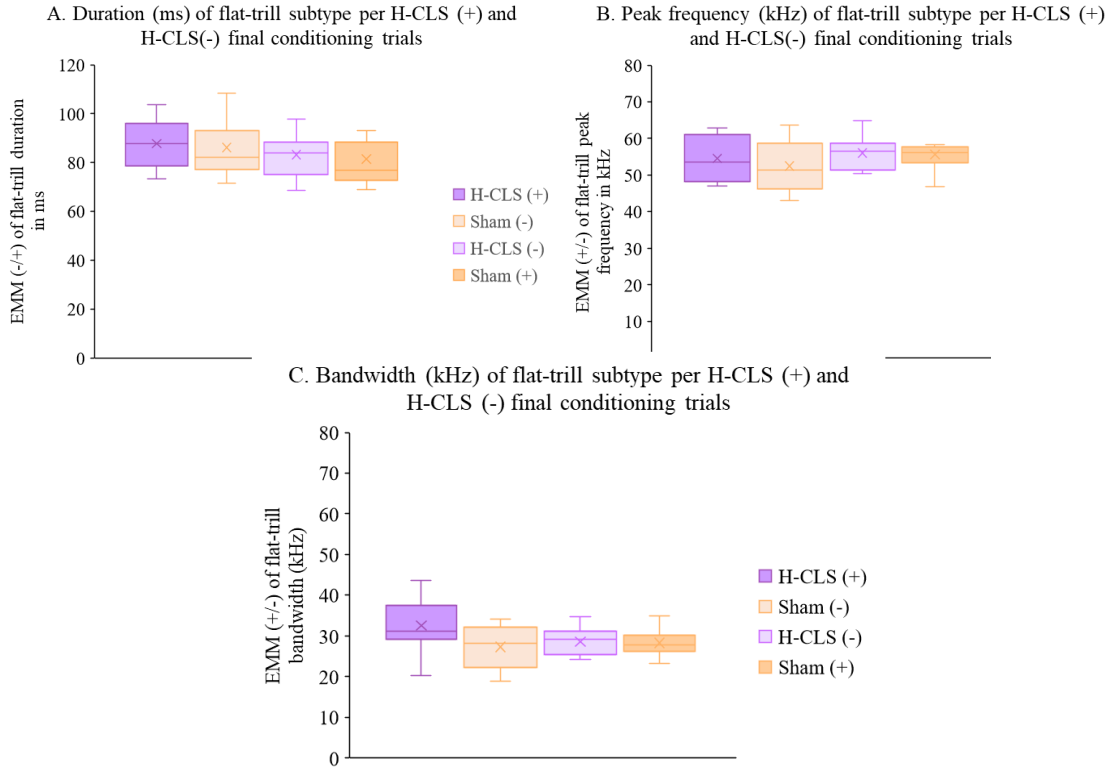 A. Duration (ms) of flat-trill subtype per H-CLS (+) and
H-CLS(-) final conditioning trials
EMM (-/+) of flat-trill duration
in ms
120
100
80
60
40
20
0
H-CLS (+)
Sham (-)
H-CLS (-)
Sham (+)
B. Peak frequency (kHz) of flat-trill subtype per H-CLS (+)
and H-CLS(-) final conditioning trials
EMM (+/-) of flat-trill peak
frequency in kHz
80
70
60
50
40
30
20
10
C. Bandwidth (kHz) of flat-trill subtype per H-CLS (+) and
H-CLS (-) final conditioning trials
EMM (+/-) of flat-trill
bandwidth (kHz)
80
70
60
50
40
30
20
10
0
H-CLS (+)
Sham (-)
H-CLS (-)
Sham (+)